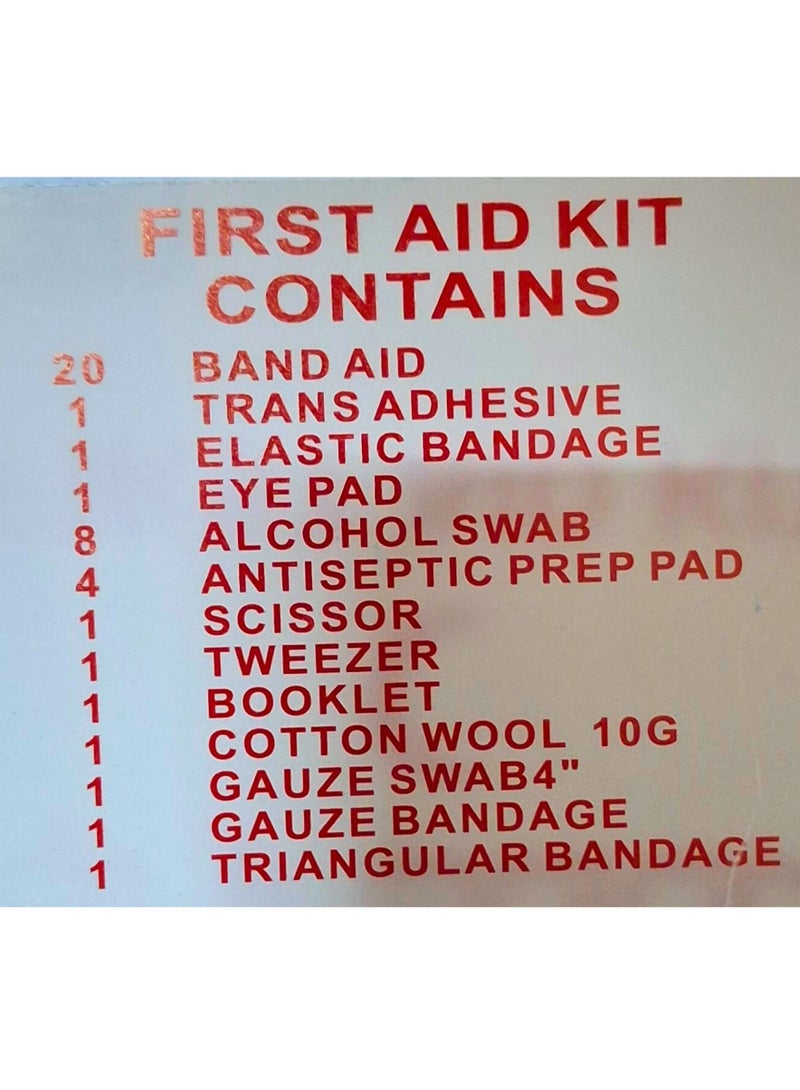 FIRST AID KIT
CONTAINS
20 BAND AID
1 TRANS ADHESIVE
1 ELASTIC BANDAGE
1 EYE PAD
8 ALCOHOL SWAB
4 ANTISEPTIC PREP PAD
1 SCISSOR
1 TWEEZER
1 BOOKLET
1 COTTON WOOL 10G
1 GAUZE SWAB4"
1 GAUZE BANDAGE
1 TRIANGULAR BANDAGE